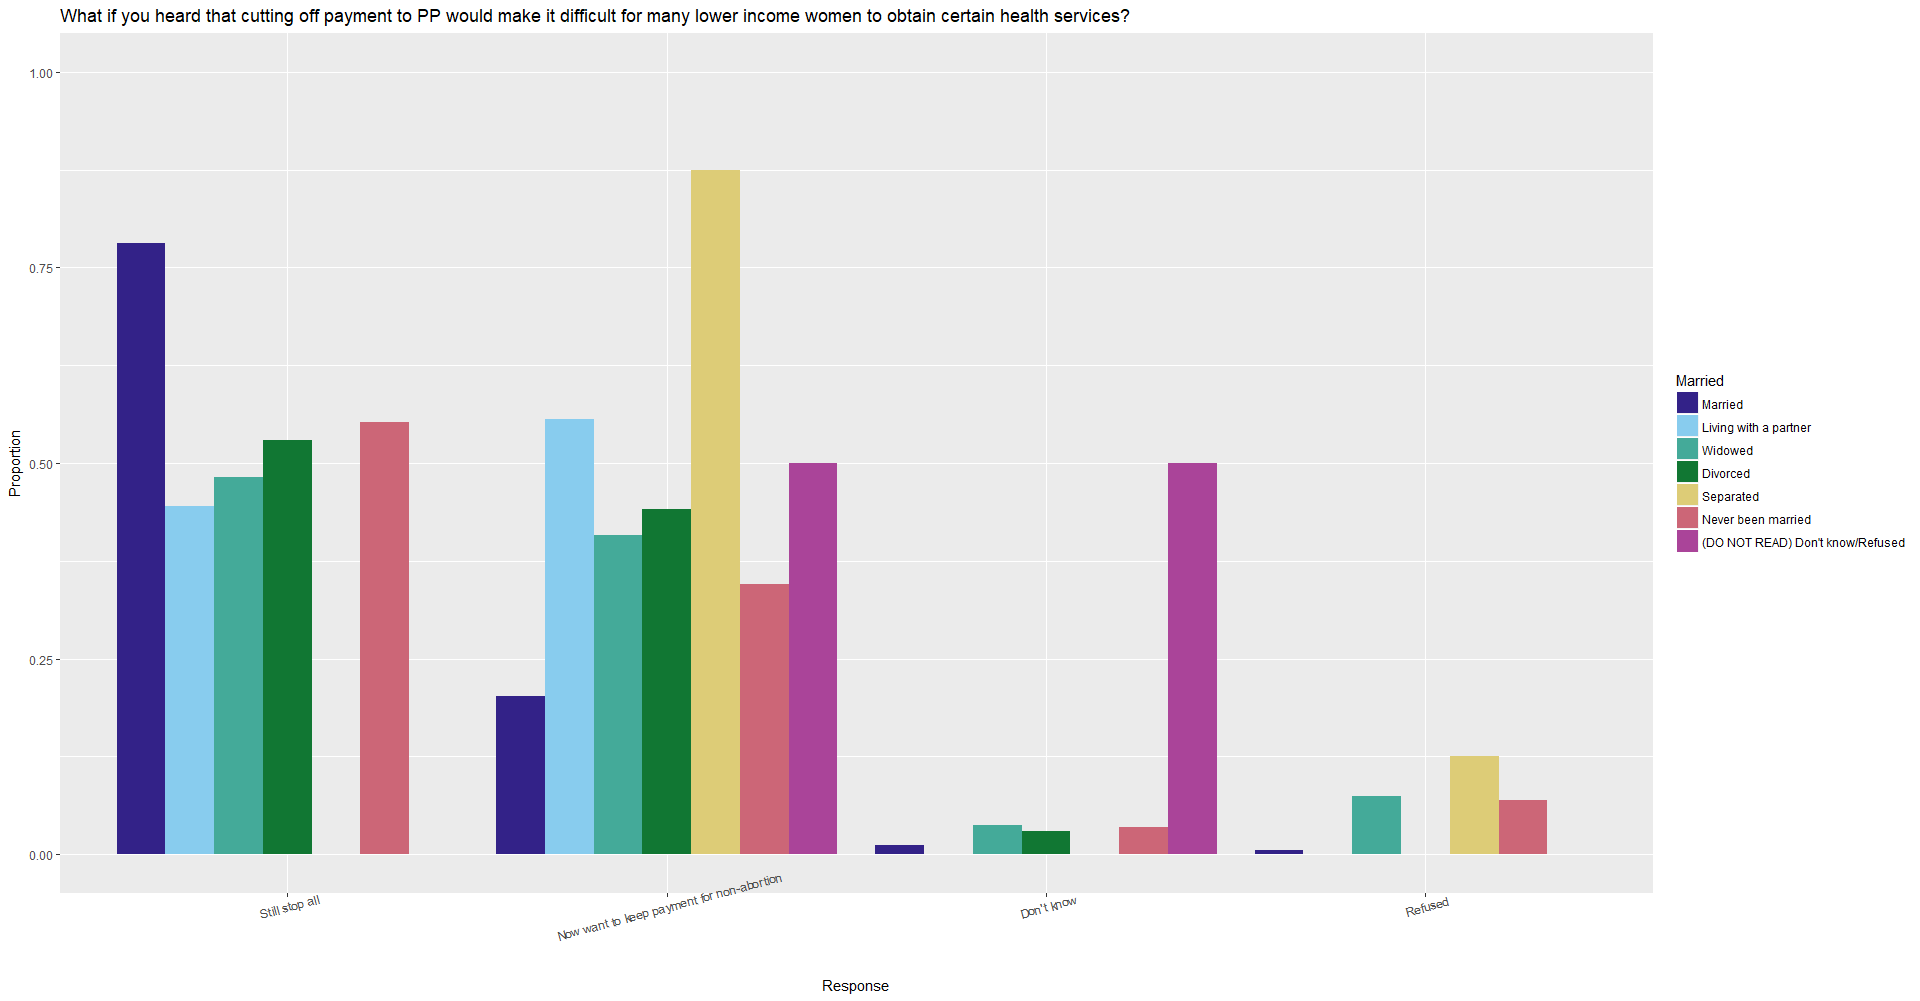 What if you heard that cutting off payment to PP would make it difficult for many lower income women to obtain certain health services?
1.00
0.75
0.50
0.25
0.00
Proportion
Still stop all
Now want to keep payment for non-abortion
Don't know
Refused
Response
Married
Married
Living with a partner
Widowed
Divorced
Separated
Never been married
(DO NOT READ) Don't know/Refused